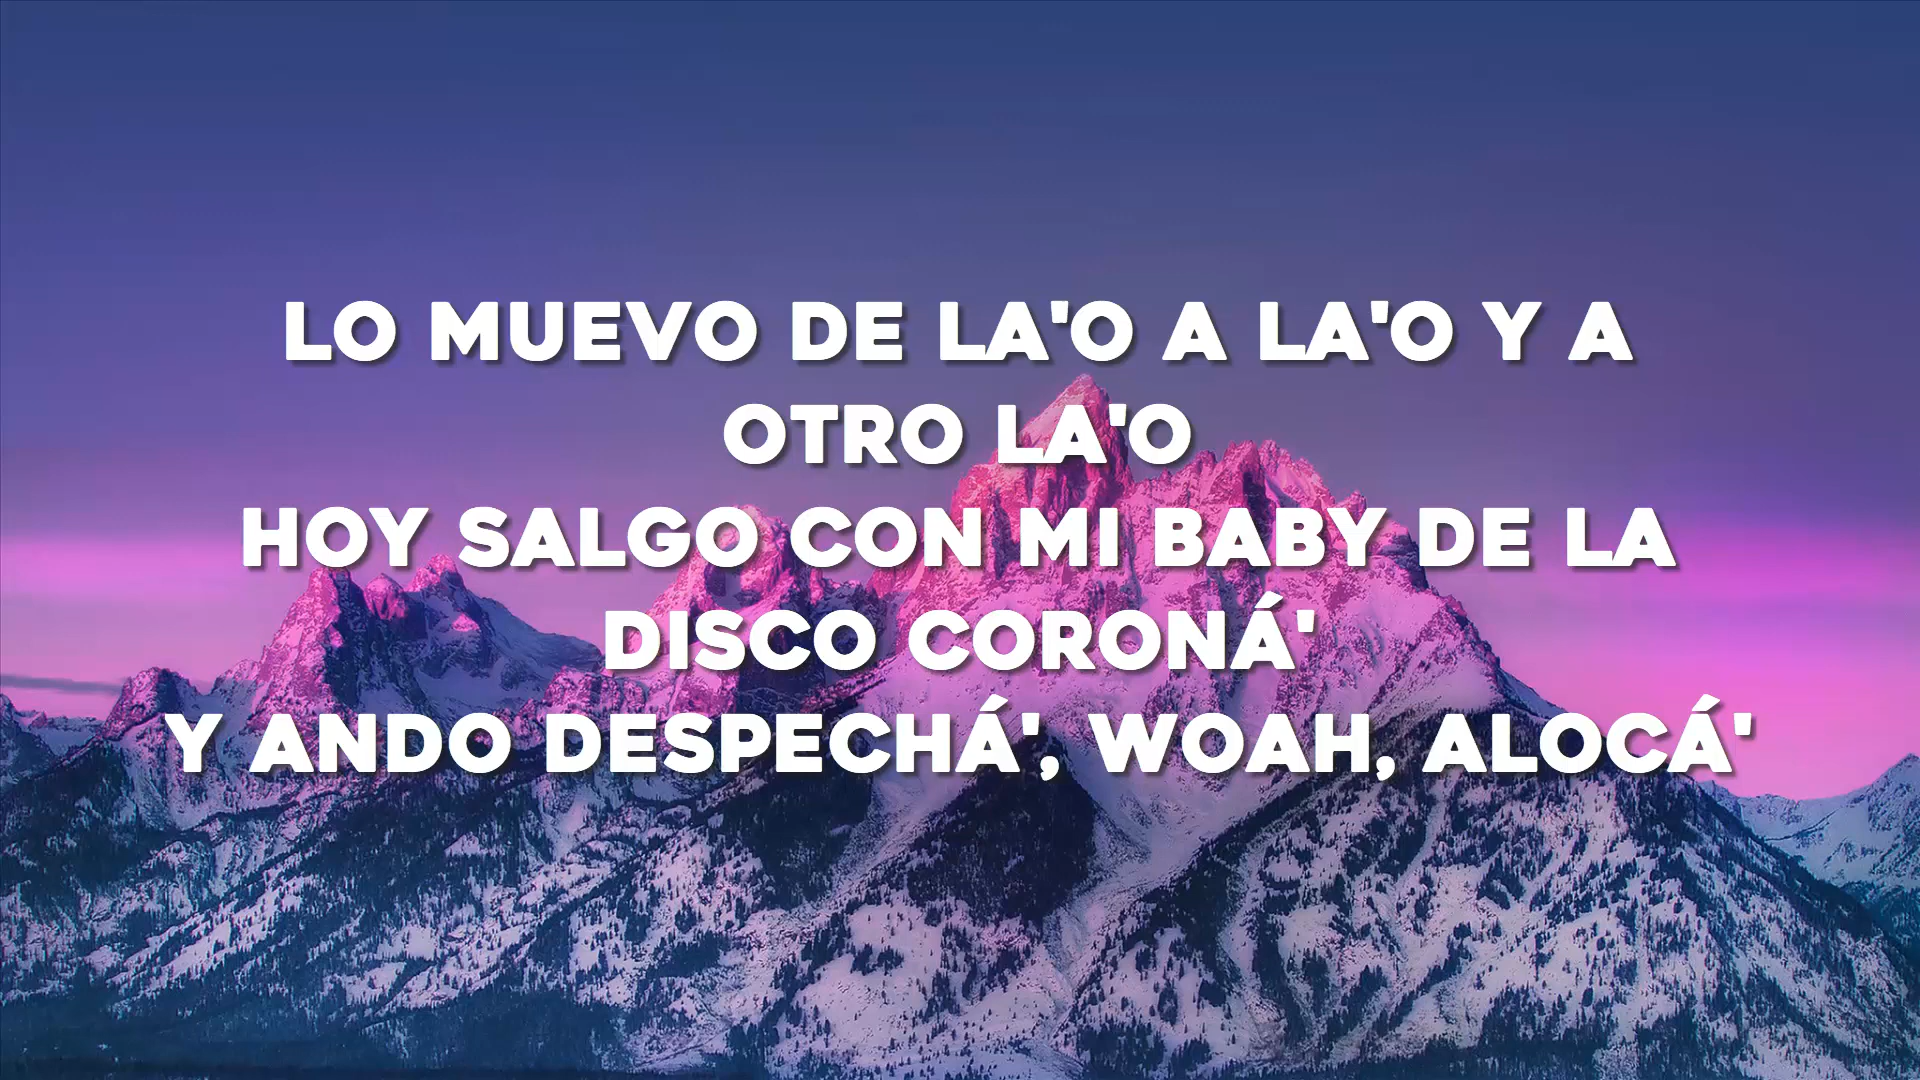 LO MUEVO DE LA'O A LA'O Y A
OTRO LA'O
HOY SALGO CON MI BABY DE LA
DISCO CORONÁ'
Y ANDO DESPECHÁ', WOAH, ALOCÁ'